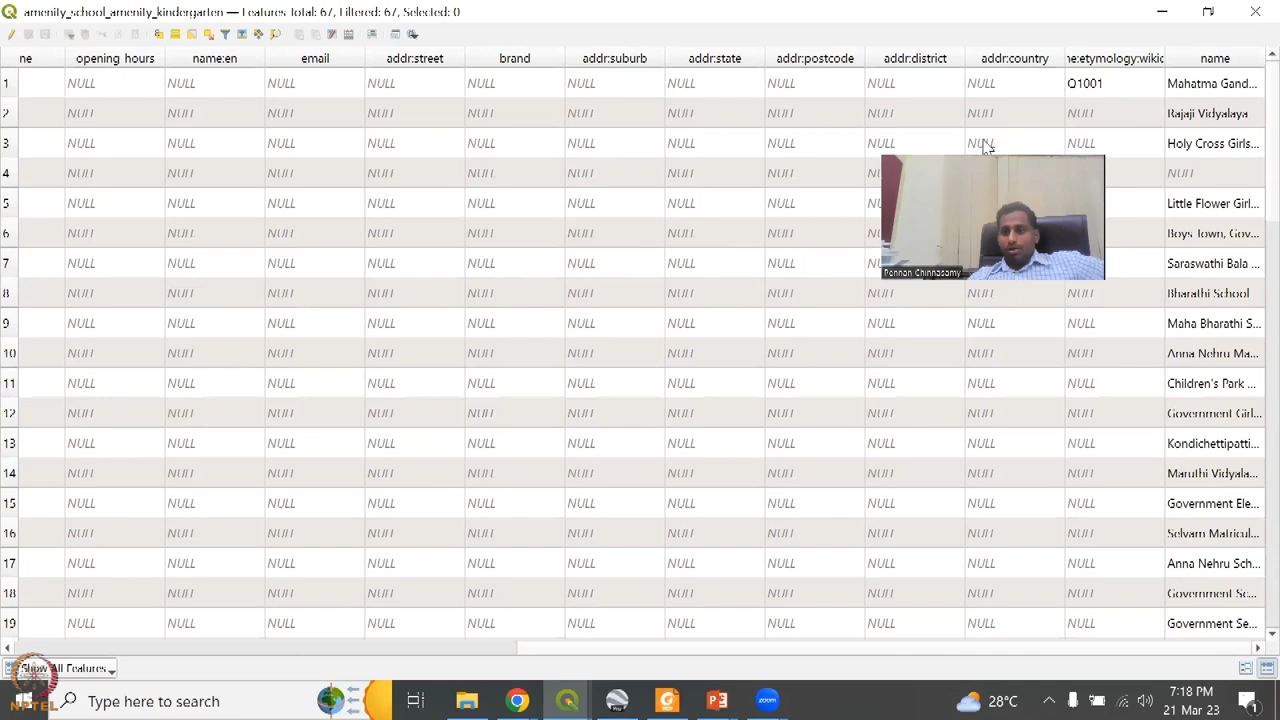 amenity_school_amenity_kindergarten — Features Total: 67, Filtered: 67, Selected: 0
ne opening hours name:en email addr:street brand addr:suburb addr:state addr:postcode addr:district addr:country ne:etymology:wikic name
1 NULL NULL NULL NULL NULL NULL NULL NULL NULL NULL Q1001 Mahatma Gand...
2 NULL NULL NULL NULL NULL NULL NULL NULL NULL NULL NULL Rajaji Vidyalaya
3 NULL NULL NULL NULL NULL NULL NULL NULL NULL NULL NULL Holy Cross Girls...
4 NULL NULL NULL NULL NULL NULL NULL NULL NULL
5 NULL NULL NULL NULL NULL NULL NULL NULL Little Flower Girl...
6 NULL NULL NULL NULL NULL NULL NULL NULL Boys Town, Gov...
7 NULL NULL NULL NULL NULL NULL NULL NULL Saraswathi Bala ...
Pennan Chinnasamy
8 NULL NULL NULL NULL NULL NULL NULL NULL NULL NULL NULL Bharathi School
9 NULL NULL NULL NULL NULL NULL NULL NULL NULL NULL NULL Maha Bharathi S...
10 NULL NULL NULL NULL NULL NULL NULL NULL NULL NULL NULL Anna Nehru Ma...
11 NULL NULL NULL NULL NULL NULL NULL NULL NULL NULL NULL Children's Park ...
12 NULL NULL NULL NULL NULL NULL NULL NULL NULL NULL NULL Government Girl...
13 NULL NULL NULL NULL NULL NULL NULL NULL NULL NULL NULL Kondichettipatti...
14 NULL NULL NULL NULL NULL NULL NULL NULL NULL NULL NULL Maruthi Vidyala...
15 NULL NULL NULL NULL NULL NULL NULL NULL NULL NULL NULL Government Ele...
16 NULL NULL NULL NULL NULL NULL NULL NULL NULL NULL NULL Selvam Matricul...
17 NULL NULL NULL NULL NULL NULL NULL NULL NULL NULL NULL Anna Nehru Sch...
18 NULL NULL NULL NULL NULL NULL NULL NULL NULL NULL NULL Government Sc...
19 NULL NULL NULL NULL NULL NULL NULL NULL NULL NULL NULL Government Se...
Show All Features
NPTEL
Type here to search
28°C
7:18 PM
21 Mar 23
1